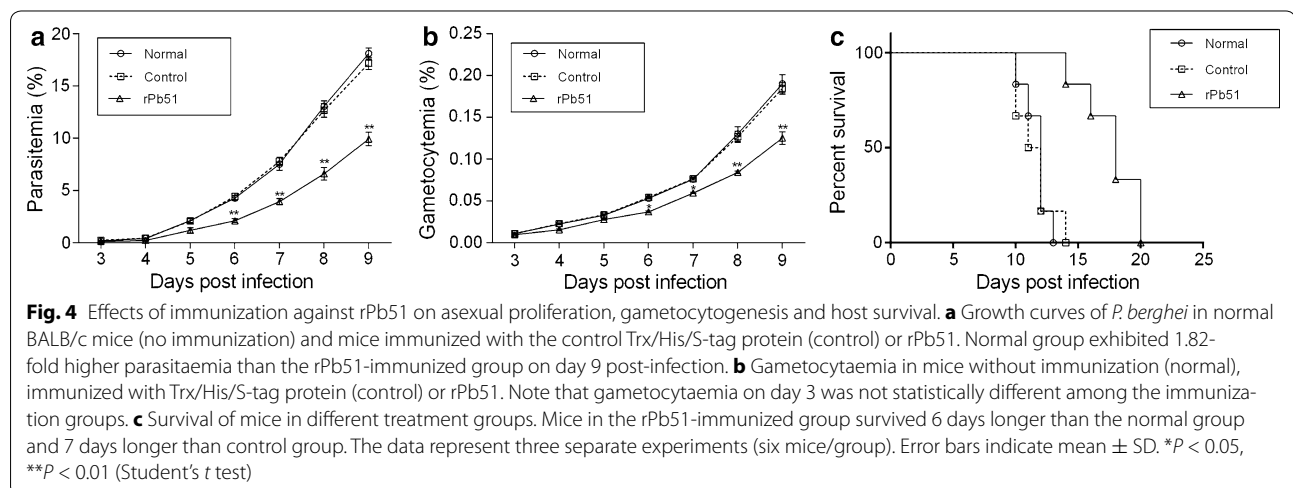 a
20
15
10
5
0
Parasitemia (%)
Normal
Control
rPb51
**
**
**
**
3 4 5 6 7 8 9
Days post infection
b
0.25
0.20
0.15
0.10
0.05
0.00
Gametocytemia (%)
Normal
Control
rPb51
*
*
**
**
3 4 5 6 7 8 9
Days post infection
c
100
50
0
Percent survival
Normal
Control
rPb51
0 5 10 15 20 25
Days post infection
Fig. 4 Effects of immunization against rPb51 on asexual proliferation, gametocytogenesis and host survival. a Growth curves of P. berghei in normal
BALB/c mice (no immunization) and mice immunized with the control Trx/His/S-tag protein (control) or rPb51. Normal group exhibited 1.82-
fold higher parasitaemia than the rPb51-immunized group on day 9 post-infection. b Gametocytaemia in mice without immunization (normal),
immunized with Trx/His/S-tag protein (control) or rPb51. Note that gametocytaemia on day 3 was not statistically different among the immuniza-
tion groups. c Survival of mice in different treatment groups. Mice in the rPb51-immunized group survived 6 days longer than the normal group
and 7 days longer than control group. The data represent three separate experiments (six mice/group). Error bars indicate mean ± SD. *P < 0.05,
**P < 0.01 (Student's t test)